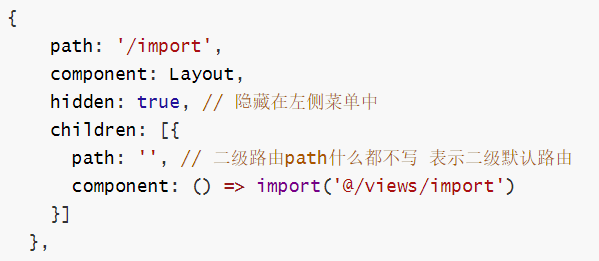 {
    path: '/import',
    component: Layout,
    hidden: true, // 隐藏在左侧菜单中
    children: [{
      path: '', // 二级路由path什么都不写 表示二级默认路由
      component: () => import('@/views/import')
    }]
  },